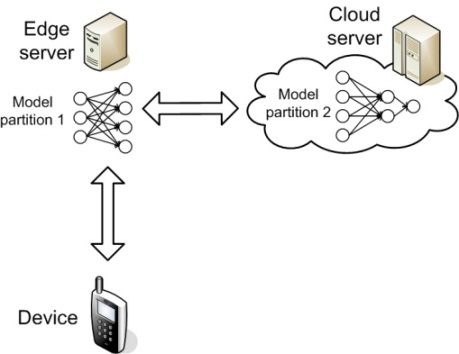 Edge
server
Cloud
server
Model
partition 1
Model
partition 2
Device